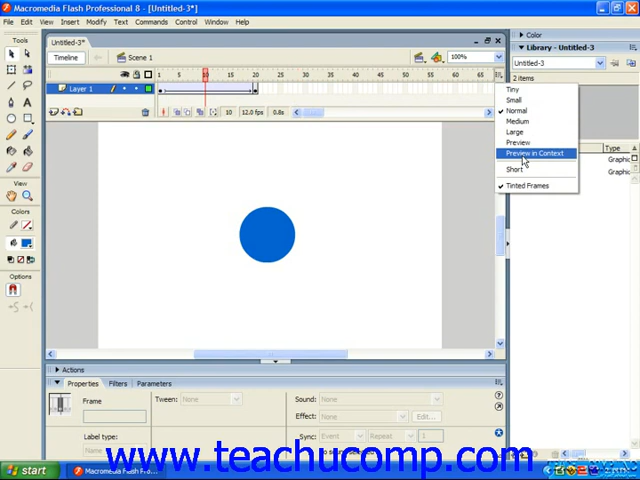 Macromedia Flash Professional 8 - [Untitled-3*]
File Edit View Insert Modify Text Commands Control Window Help
Tools
View
Colors
Options
Untitled-3*
Timeline Scene 1 100%
1 5 10 15 20 25 30 35 40 45 50 55 60 65
Layer 1
10 12.0 fps 0.8s
Color
Library - Untitled-3
Untitled-3
2 items
Type
Graphic
Graphic
Tiny
Small
Normal
Medium
Large
Preview
Preview in Context
Short
Tinted Frames
Actions
Properties Filters Parameters
Frame
Tween: None
Sound: None
Effect: None Edit...
Label type:
Sync: Event Repeat 1
www.teachucomp.com
start Macromedia Flash Pro...